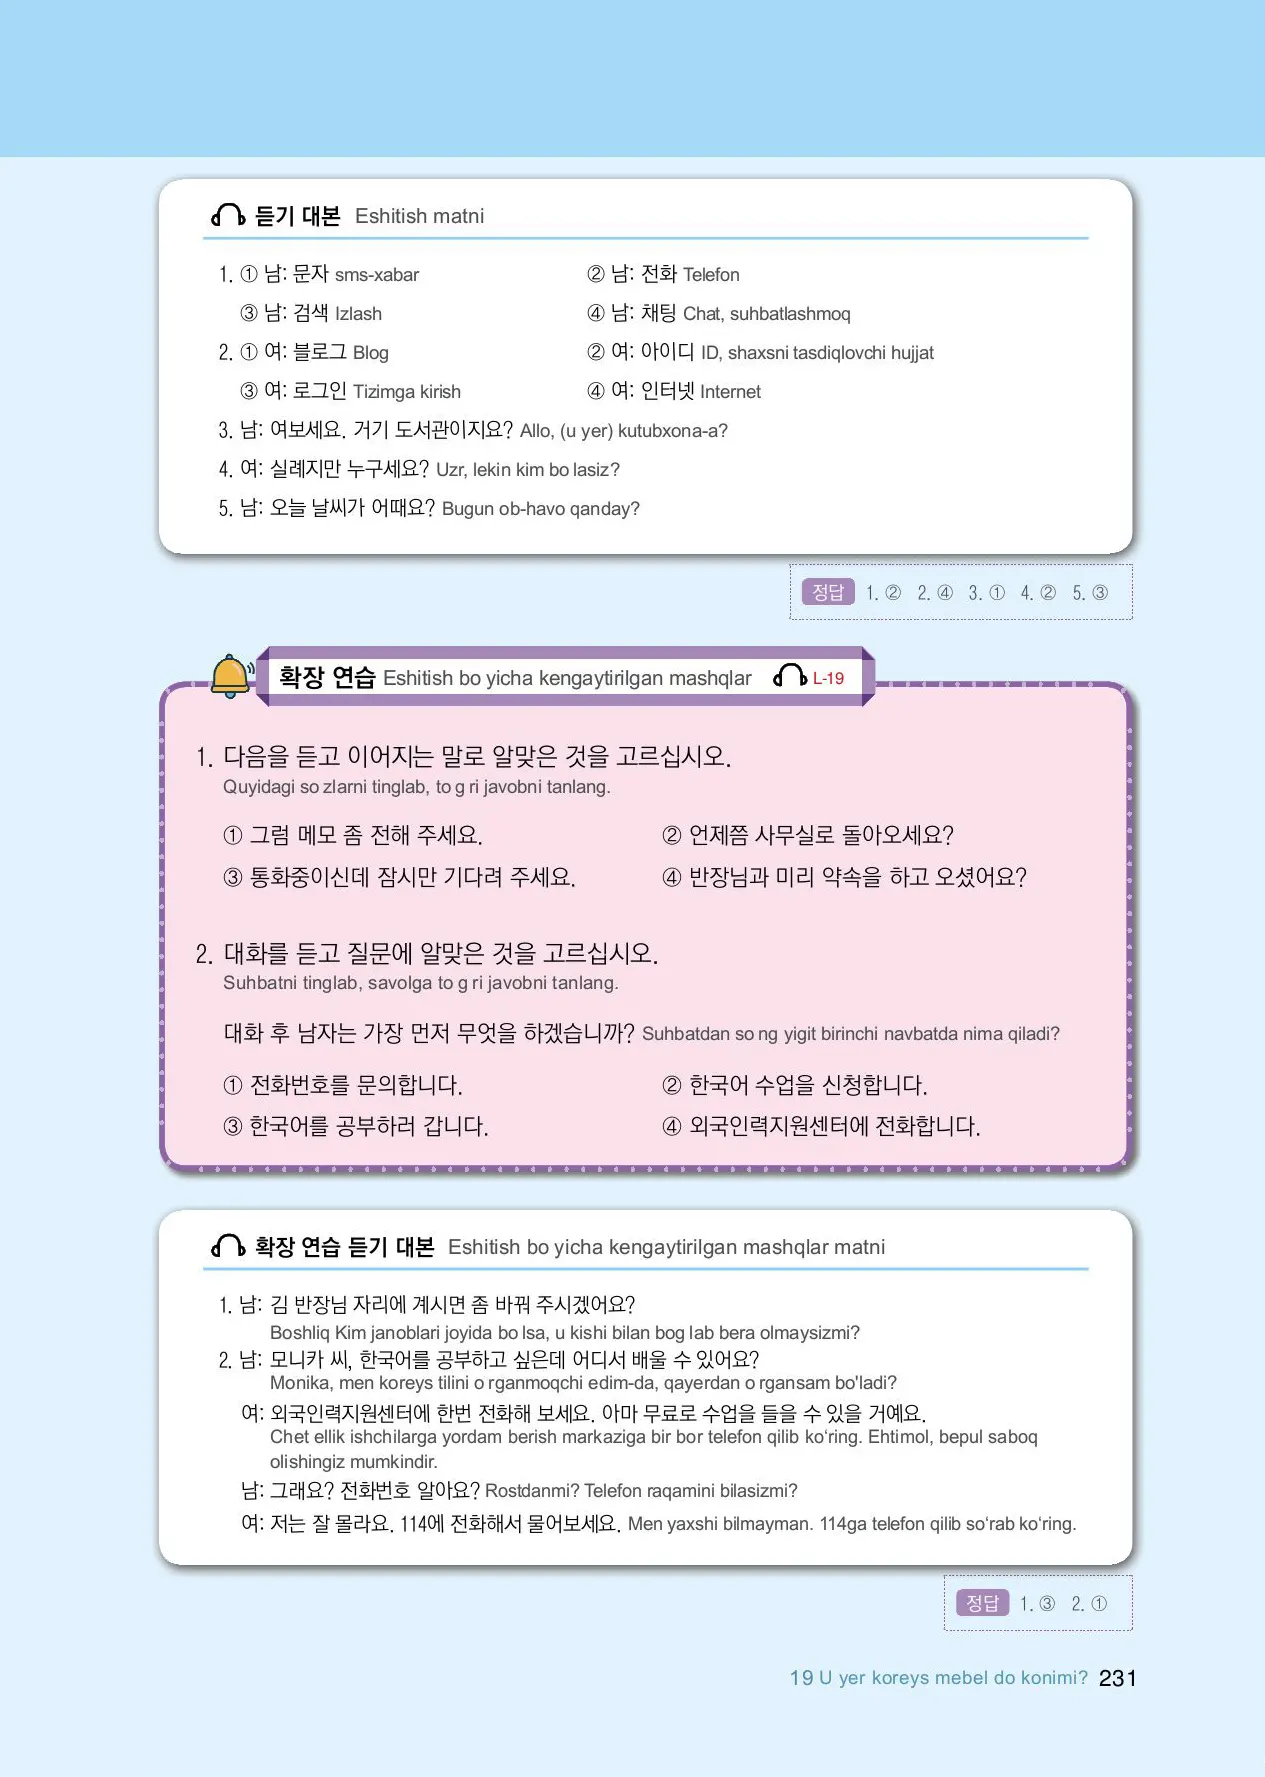 듣기 대본 Eshitish matni
1. ① 남: 문자 sms-xabar ② 남: 전화 Telefon
③ 남: 검색 Izlash ④ 남: 채팅 Chat, suhbatlashmoq
2. ① 여: 블로그 Blog ② 여: 아이디 ID, shaxsni tasdiqlovchi hujjat
③ 여: 로그인 Tizimga kirish ④ 여: 인터넷 Internet
3. 남: 여보세요. 거기 도서관이지요? Allo, (u yer) kutubxona-a?
4. 여: 실례지만 누구세요? Uzr, lekin kim bo lasiz?
5. 남: 오늘 날씨가 어때요? Bugun ob-havo qanday?
정답 1. ② 2. ④ 3. ① 4. ② 5. ③
확장 연습 Eshitish bo yicha kengaytirilgan mashqlar L-19
1. 다음을 듣고 이어지는 말로 알맞은 것을 고르십시오.
Quyidagi so zlarni tinglab, to g ri javobni tanlang.
① 그럼 메모 좀 전해 주세요. ② 언제쯤 사무실로 돌아오세요?
③ 통화중이신데 잠시만 기다려 주세요. ④ 반장님과 미리 약속을 하고 오셨어요?
2. 대화를 듣고 질문에 알맞은 것을 고르십시오.
Suhbatni tinglab, savolga to g ri javobni tanlang.
대화 후 남자는 가장 먼저 무엇을 하겠습니까? Suhbatdan so ng yigit birinchi navbatda nima qiladi?
① 전화번호를 문의합니다. ② 한국어 수업을 신청합니다.
③ 한국어를 공부하러 갑니다. ④ 외국인력지원센터에 전화합니다.
확장 연습 듣기 대본 Eshitish bo yicha kengaytirilgan mashqlar matni
1. 남: 김 반장님 자리에 계시면 좀 바꿔 주시겠어요?
Boshliq Kim janoblari joyida bo lsa, u kishi bilan bog lab bera olmaysizmi?
2. 남: 모니카 씨, 한국어를 공부하고 싶은데 어디서 배울 수 있어요?
Monika, men koreys tilini o rganmoqchi edim-da, qayerdan o rgansam bo'ladi?
여: 외국인력지원센터에 한번 전화해 보세요. 아마 무료로 수업을 들을 수 있을 거예요.
Chet ellik ishchilarga yordam berish markaziga bir bor telefon qilib ko‘ring. Ehtimol, bepul saboq
olishingiz mumkindir.
남: 그래요? 전화번호 알아요? Rostdanmi? Telefon raqamini bilasizmi?
여: 저는 잘 몰라요. 114에 전화해서 물어보세요. Men yaxshi bilmayman. 114ga telefon qilib so‘rab ko‘ring.
정답 1. ③ 2. ①
19 U yer koreys mebel do konimi? 231